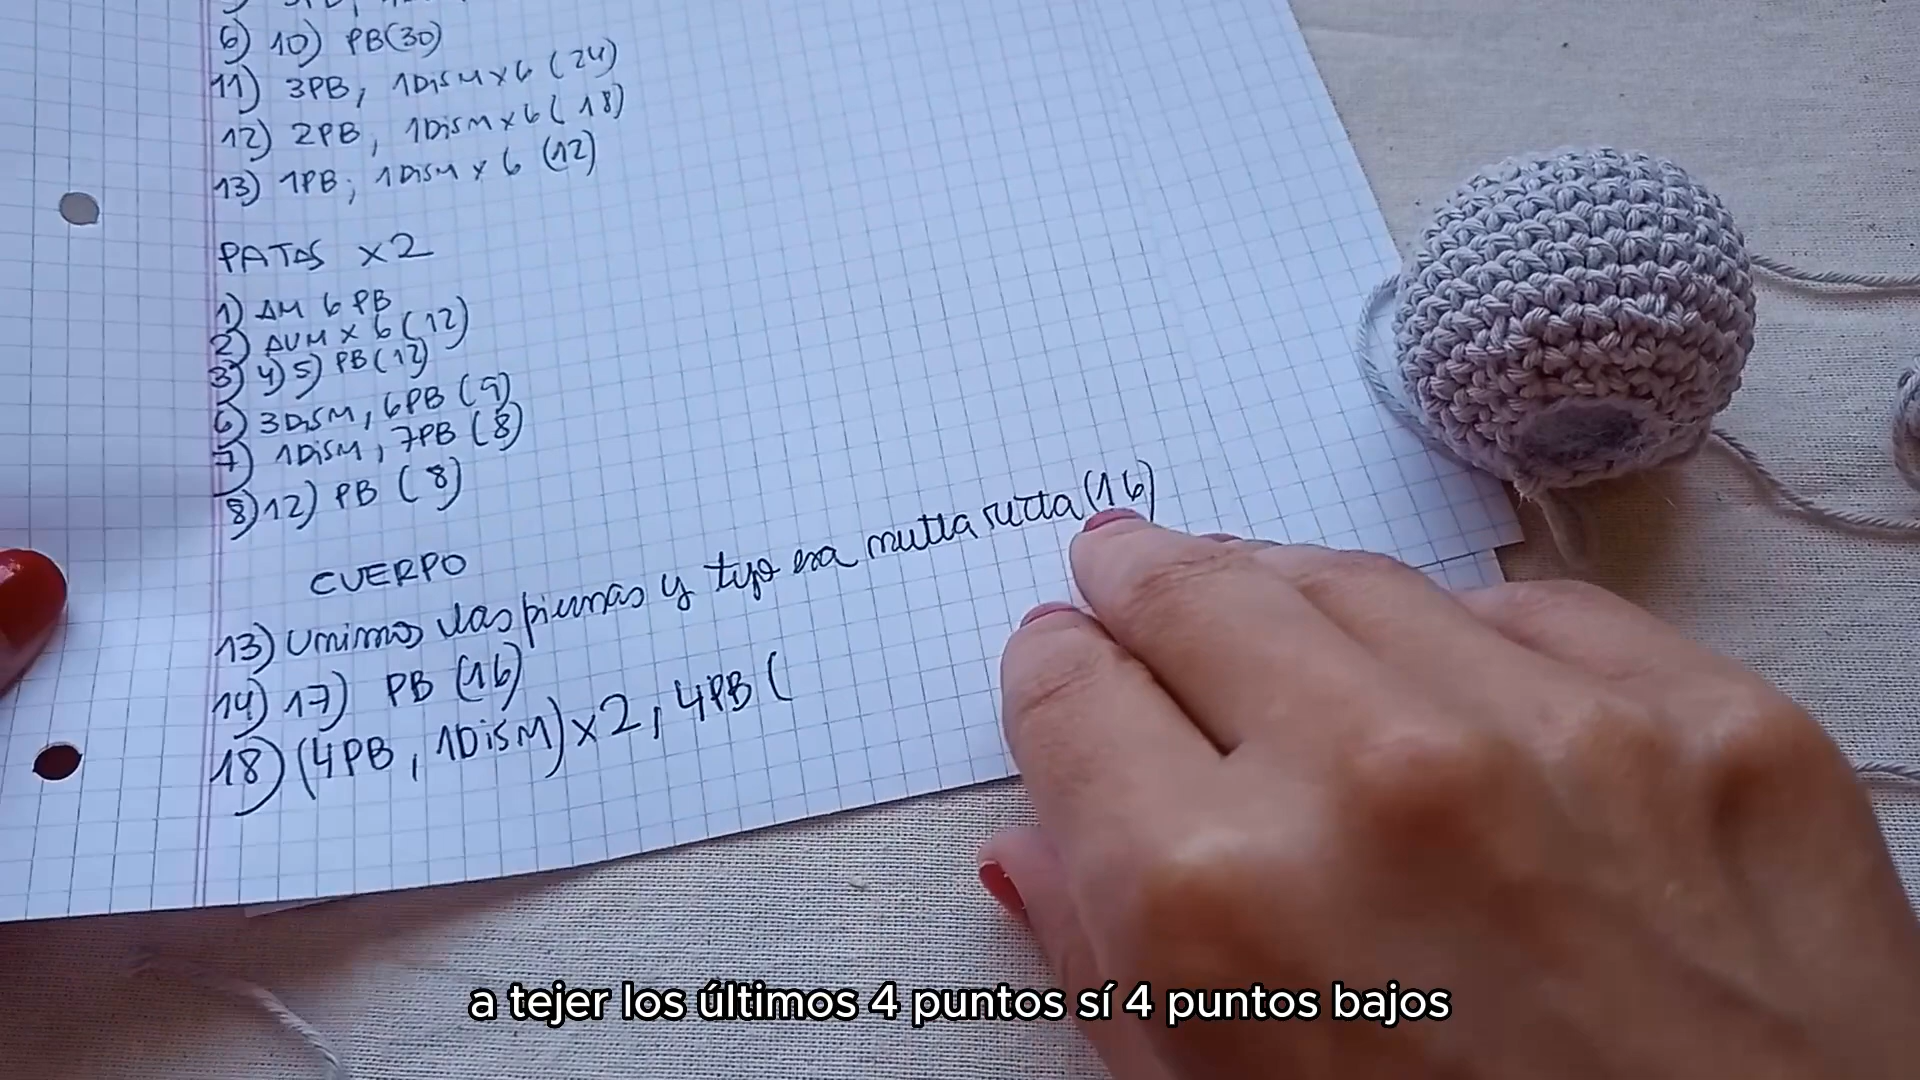 6) 10) PB(30)
11) 3PB, 1DISM x 6 (24)
12) 2PB, 1DISM x 6 (18)
13) 1PB, 1DISM x 6 (12)
PATAS x2
1) AM 6 PB
2) AUM x 6 (12)
3) 4) 5) PB (12)
6) 3DISM, 6PB (9)
7) 1DISM, 7PB (8)
8) 12) PB (8)
CUERPO
13) Unimos las piernas y tejo una vuelta recta (16)
14) 17) PB (16)
18) (4PB, 1DISM) x 2, 4PB (
a tejer los últimos 4 puntos sí 4 puntos bajos